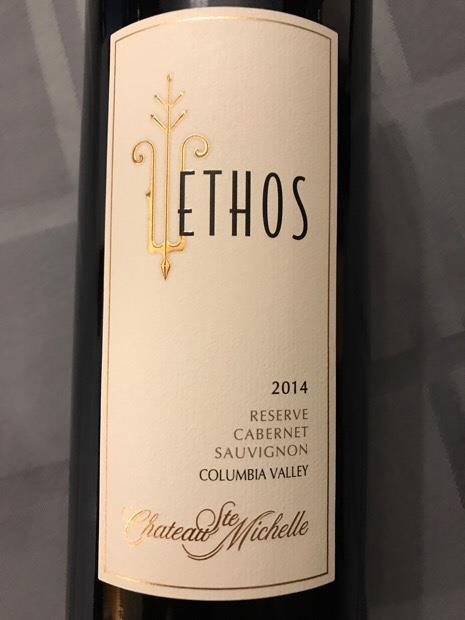 ETHOS
2014
RESERVE
CABERNET
SAUVIGNON
COLUMBIA VALLEY
Chateau Ste Michelle